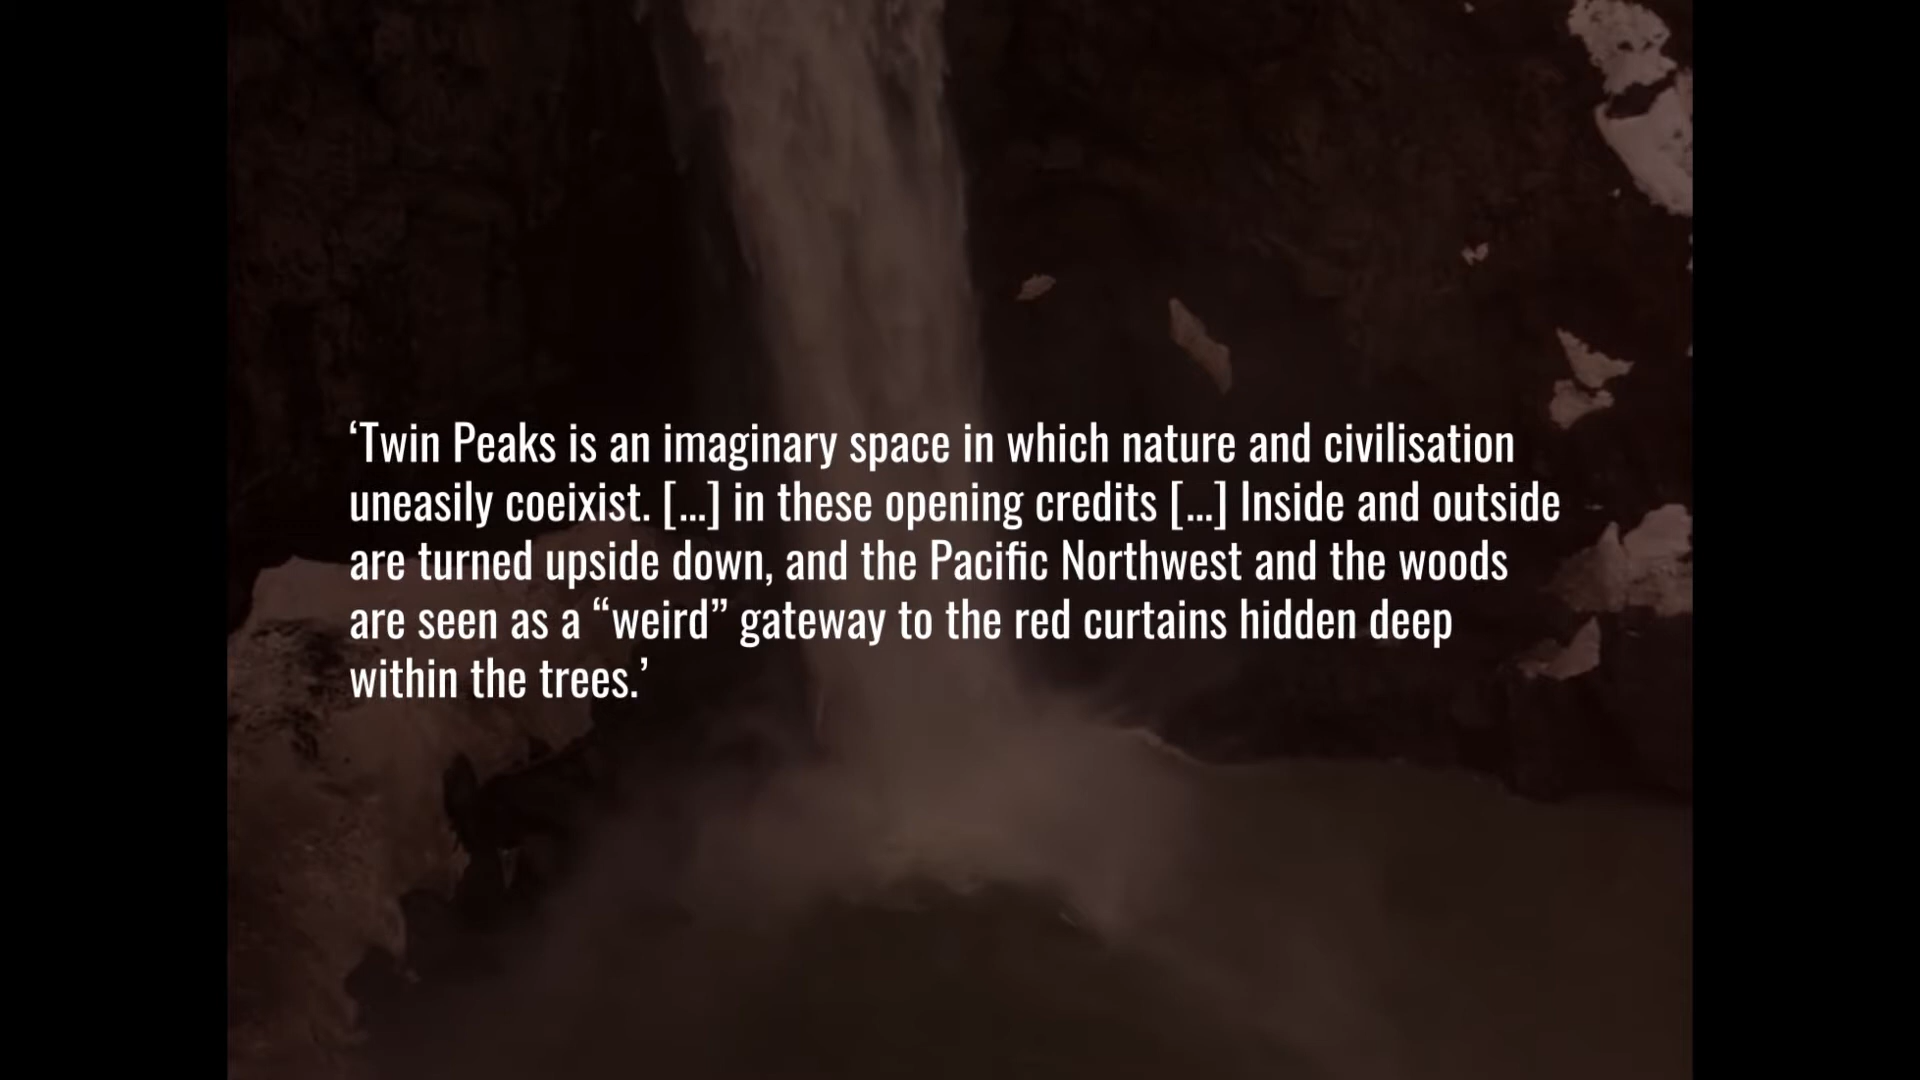 ‘Twin Peaks is an imaginary space in which nature and civilisation
uneasily coeixist. [...] in these opening credits [...] Inside and outside
are turned upside down, and the Pacific Northwest and the woods
are seen as a “weird” gateway to the red curtains hidden deep
within the trees.’